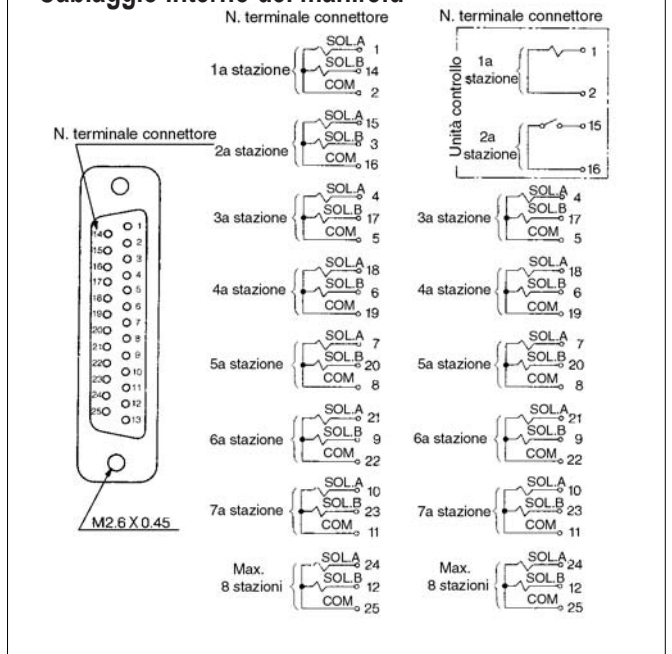 Cablaggio interno del manifold
N. terminale connettore
1a stazione
SOL.A 1
SOL.B 14
COM 2
2a stazione
SOL.A 15
SOL.B 3
COM 16
3a stazione
SOL.A 4
SOL.B 17
COM 5
4a stazione
SOL.A 18
SOL.B 6
COM 19
5a stazione
SOL.A 7
SOL.B 20
COM 8
6a stazione
SOL.A 21
SOL.B 9
COM 22
7a stazione
SOL.A 10
SOL.B 23
COM 11
Max.
8 stazioni
SOL.A 24
SOL.B 12
COM 25
N. terminale connettore
Unità controllo
1a
stazione
1
2
2a
stazione
15
16
3a stazione
SOL.A 4
SOL.B 17
COM 5
4a stazione
SOL.A 18
SOL.B 6
COM 19
5a stazione
SOL.A 7
SOL.B 20
COM 8
6a stazione
SOL.A 21
SOL.B 9
COM 22
7a stazione
SOL.A 10
SOL.B 23
COM 11
Max.
8 stazioni
SOL.A 24
SOL.B 12
COM 25
N. terminale connettore
1
14
2
15
3
16
4
17
5
18
6
19
7
20
8
21
9
22
10
23
11
24
12
25
13
M2.6 X 0.45